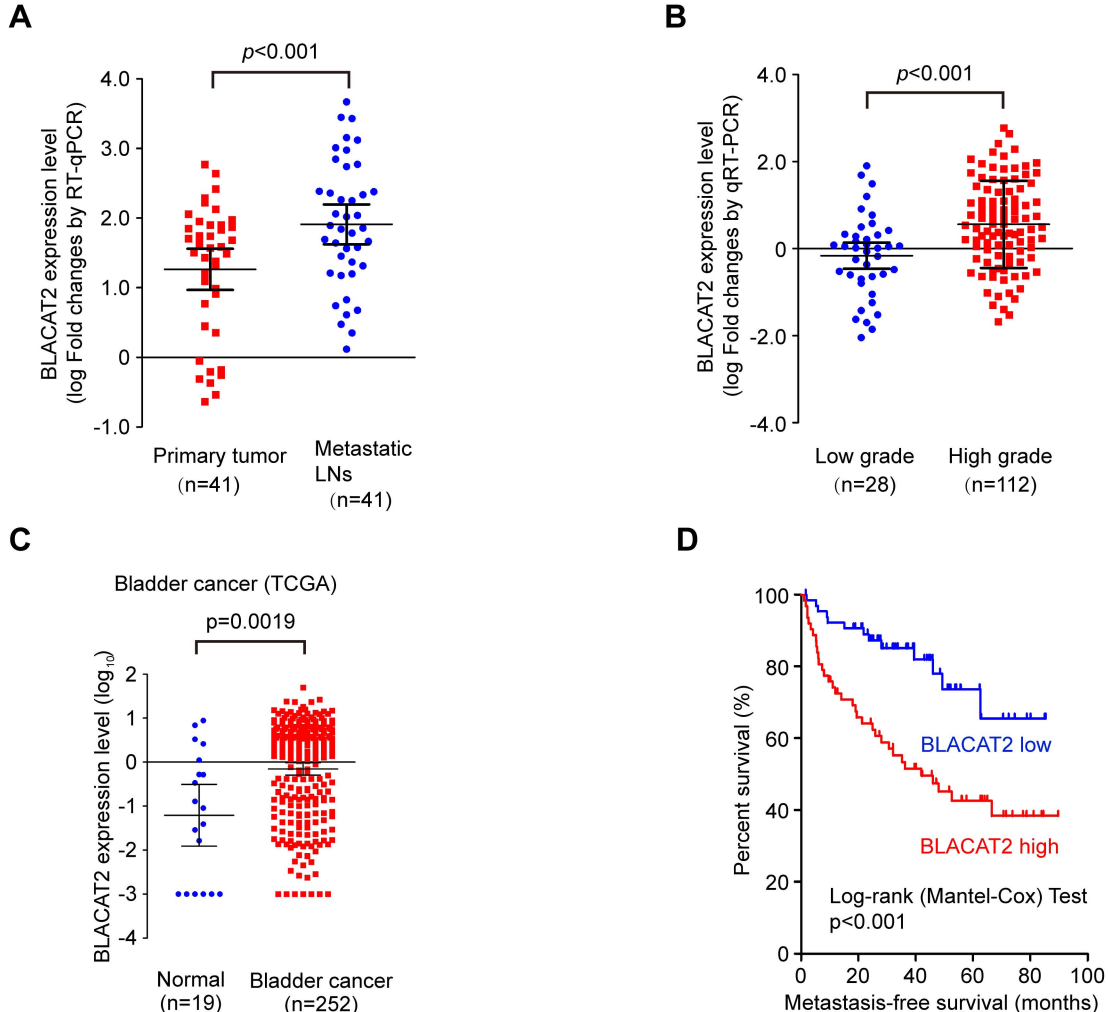 A
p<0.001
BLACAT2 expression level
(log Fold changes by RT-qPCR)
4.0
3.0
2.0
1.0
0
-1.0
Primary tumor
(n=41)
Metastatic
LNs
(n=41)
B
p<0.001
BLACAT2 expression level
(log Fold changes by qRT-PCR)
4.0
2.0
0
-2.0
-4.0
Low grade
(n=28)
High grade
(n=112)
C
Bladder cancer (TCGA)
p=0.0019
BLACAT2 expression level (log10)
2
1
0
-1
-2
-3
-4
Normal
(n=19)
Bladder cancer
(n=252)
D
Percent survival (%)
100
80
60
40
20
0
BLACAT2 low
BLACAT2 high
Log-rank (Mantel-Cox) Test
p<0.001
0 20 40 60 80 100
Metastasis-free survival (months)